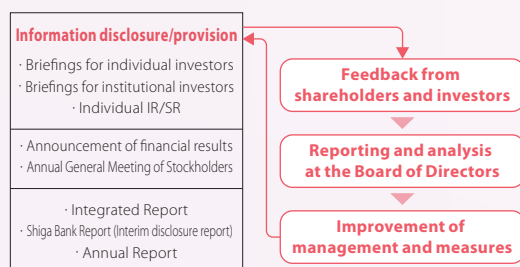 Information disclosure/provision
· Briefings for individual investors
· Briefings for institutional investors
· Individual IR/SR
· Announcement of financial results
· Annual General Meeting of Stockholders
· Integrated Report
· Shiga Bank Report (Interim disclosure report)
· Annual Report
Feedback from
shareholders and investors
Reporting and analysis
at the Board of Directors
Improvement of
management and measures